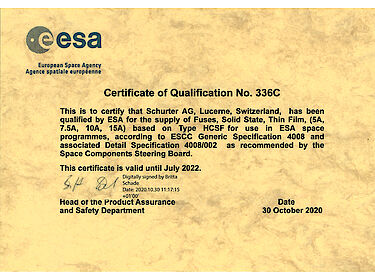 esa
European Space Agency
Agence spatiale européenne
Certificate of Qualification No. 336C
This is to certify that Schurter AG, Lucerne, Switzerland, has been
qualified by ESA for the supply of Fuses, Solid State, Thin Film, (5A,
7.5A, 10A, 15A) based on Type HCSF for use in ESA space
programmes, according to ESCC Generic Specification 4008 and
associated Detail Specification 4008/002 as recommended by the
Space Components Steering Board.
This certificate is valid until July 2022.
Digitally signed by Britta
Schade
Date: 2020.10.30 11:17:15
+01'00'
Head of the Product Assurance
and Safety Department
Date
30 October 2020